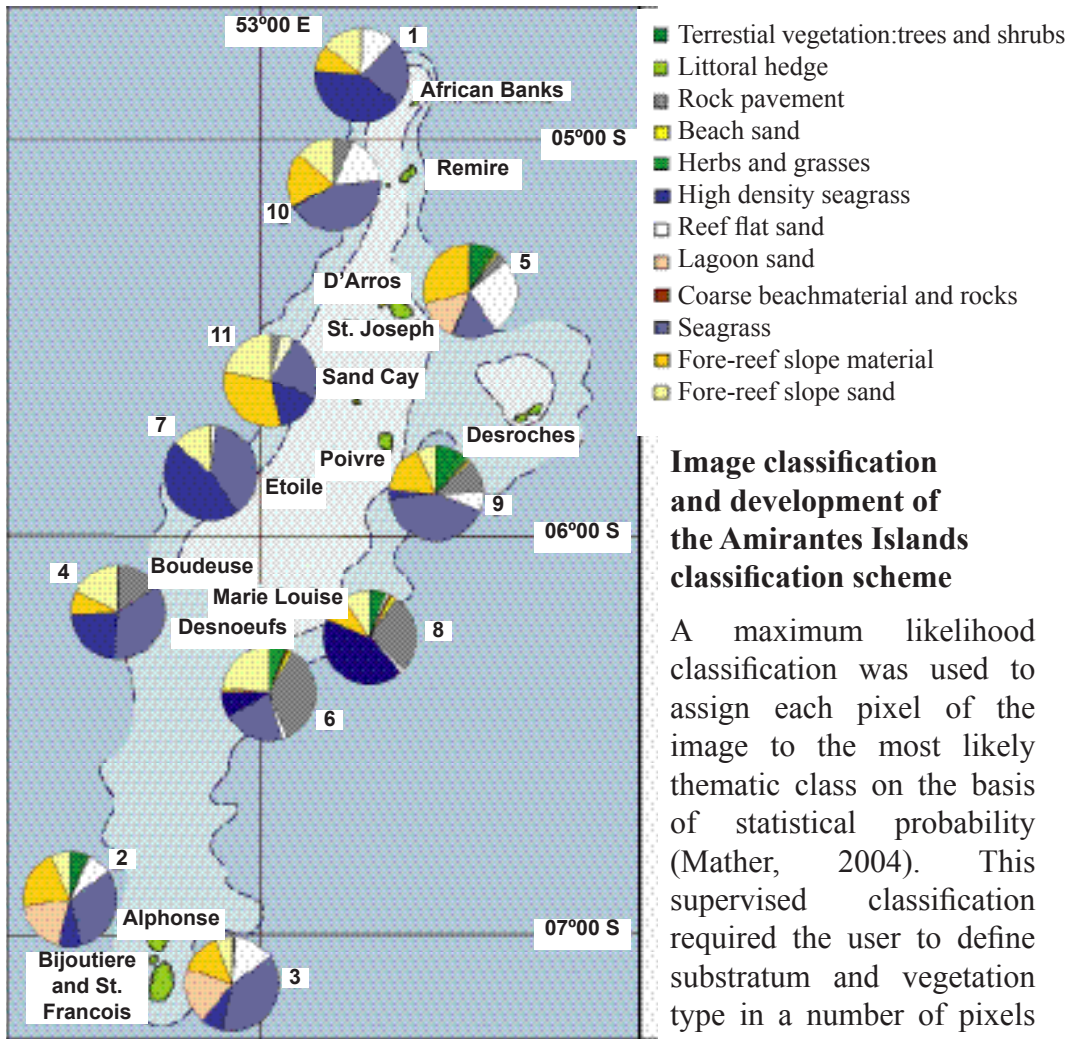 53º00 E
1
African Banks
05º00 S
Remire
10
5
D'Arros
St. Joseph
11
Sand Cay
7
Desroches
Poivre
Etoile
9
06º00 S
Boudeuse
4
Marie Louise
Desnoeufs
8
6
2
Alphonse
07º00 S
Bijoutiere
and St.
Francois
3
Terrestial vegetation:trees and shrubs
Littoral hedge
Rock pavement
Beach sand
Herbs and grasses
High density seagrass
Reef flat sand
Lagoon sand
Coarse beachmaterial and rocks
Seagrass
Fore-reef slope material
Fore-reef slope sand
Image classification
and development of
the Amirantes Islands
classification scheme
A maximum likelihood
classification was used to
assign each pixel of the
image to the most likely
thematic class on the basis
of statistical probability
(Mather, 2004). This
supervised classification
required the user to define
substratum and vegetation
type in a number of pixels